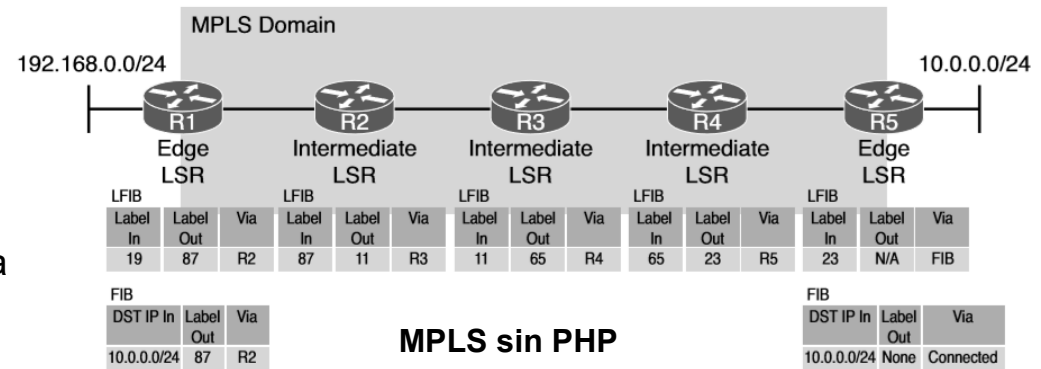 MPLS Domain
192.168.0.0/24
10.0.0.0/24
R1
R2
R3
R4
R5
Edge
LSR
Intermediate
LSR
Intermediate
LSR
Intermediate
LSR
Edge
LSR
a
LFIB
Label In Label Out Via
19 87 R2
LFIB
Label In Label Out Via
87 11 R3
LFIB
Label In Label Out Via
11 65 R4
LFIB
Label In Label Out Via
65 23 R5
LFIB
Label In Label Out Via
23 N/A FIB
FIB
DST IP In Label Out Via
10.0.0.0/24 87 R2
MPLS sin PHP
FIB
DST IP In Label Out Via
10.0.0.0/24 None Connected